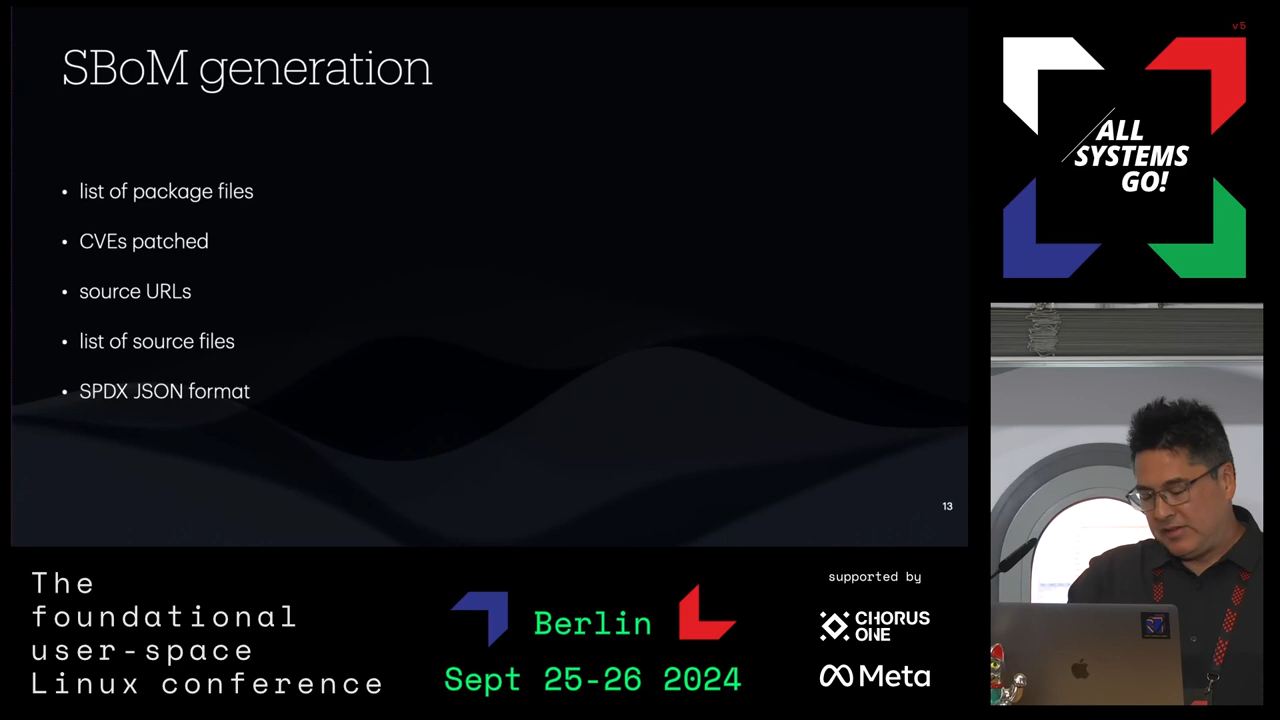 SBoM generation
• list of package files
• CVEs patched
• source URLs
• list of source files
• SPDX JSON format
13
v5
ALL
SYSTEMS
GO!
The
foundational
user-space
Linux conference
Berlin
Sept 25-26 2024
supported by
CHORUS
ONE
Meta